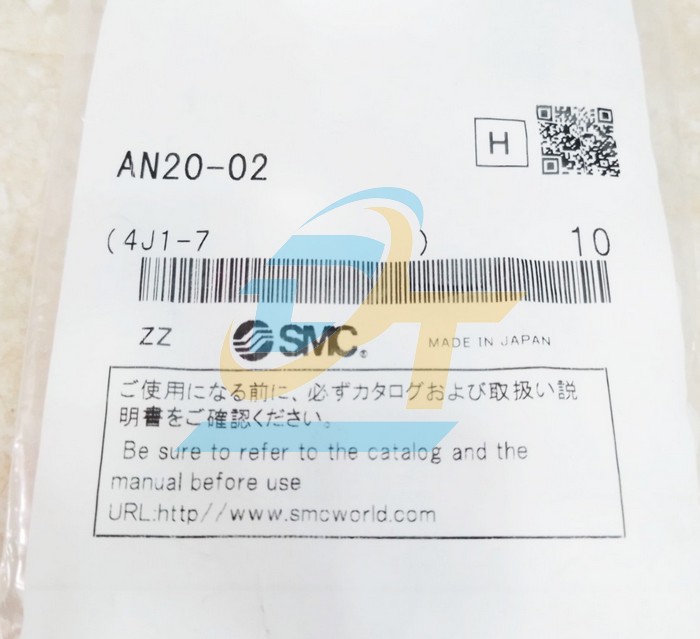 H
AN20-02
(4J1-7 ) 10
ZZ SMC® MADE IN JAPAN
ご使用になる前に、必ずカタログおよび取扱い説
明書をご確認ください。
Be sure to refer to the catalog and the
manual before use
URL:http//www.smcworld.com